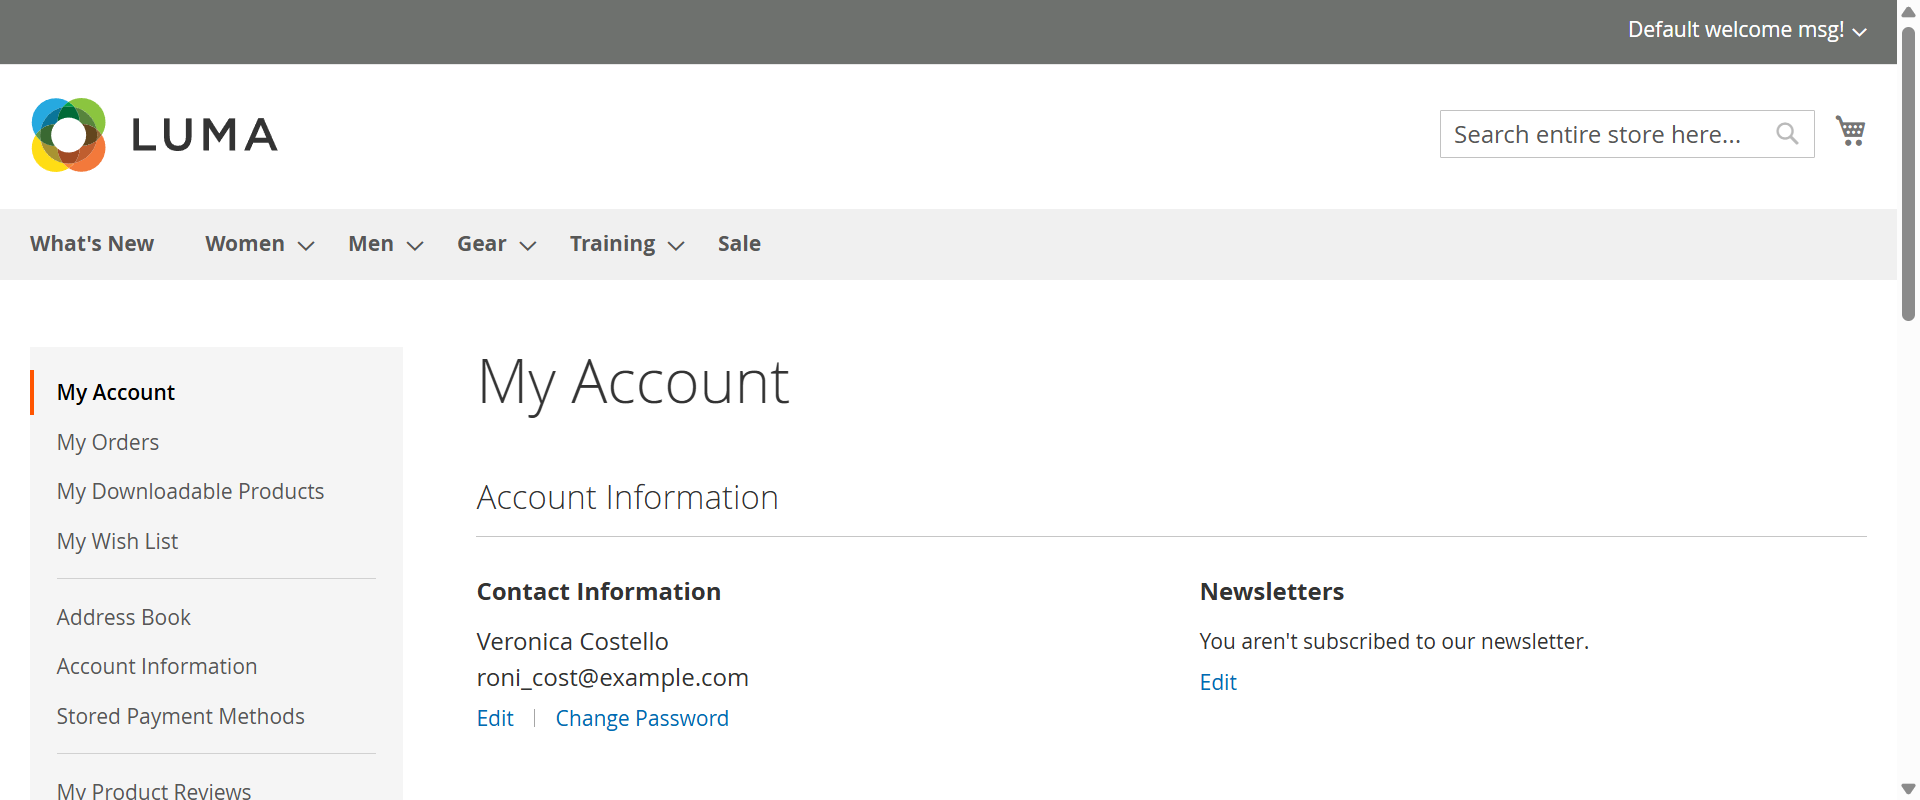 Default welcome msg!
LUMA
Search entire store here...
What's New Women Men Gear Training Sale
My Account
My Orders
My Downloadable Products
My Wish List
Address Book
Account Information
Stored Payment Methods
My Product Reviews
My Account
Account Information
Contact Information
Veronica Costello
roni_cost@example.com
Edit Change Password
Newsletters
You aren't subscribed to our newsletter.
Edit